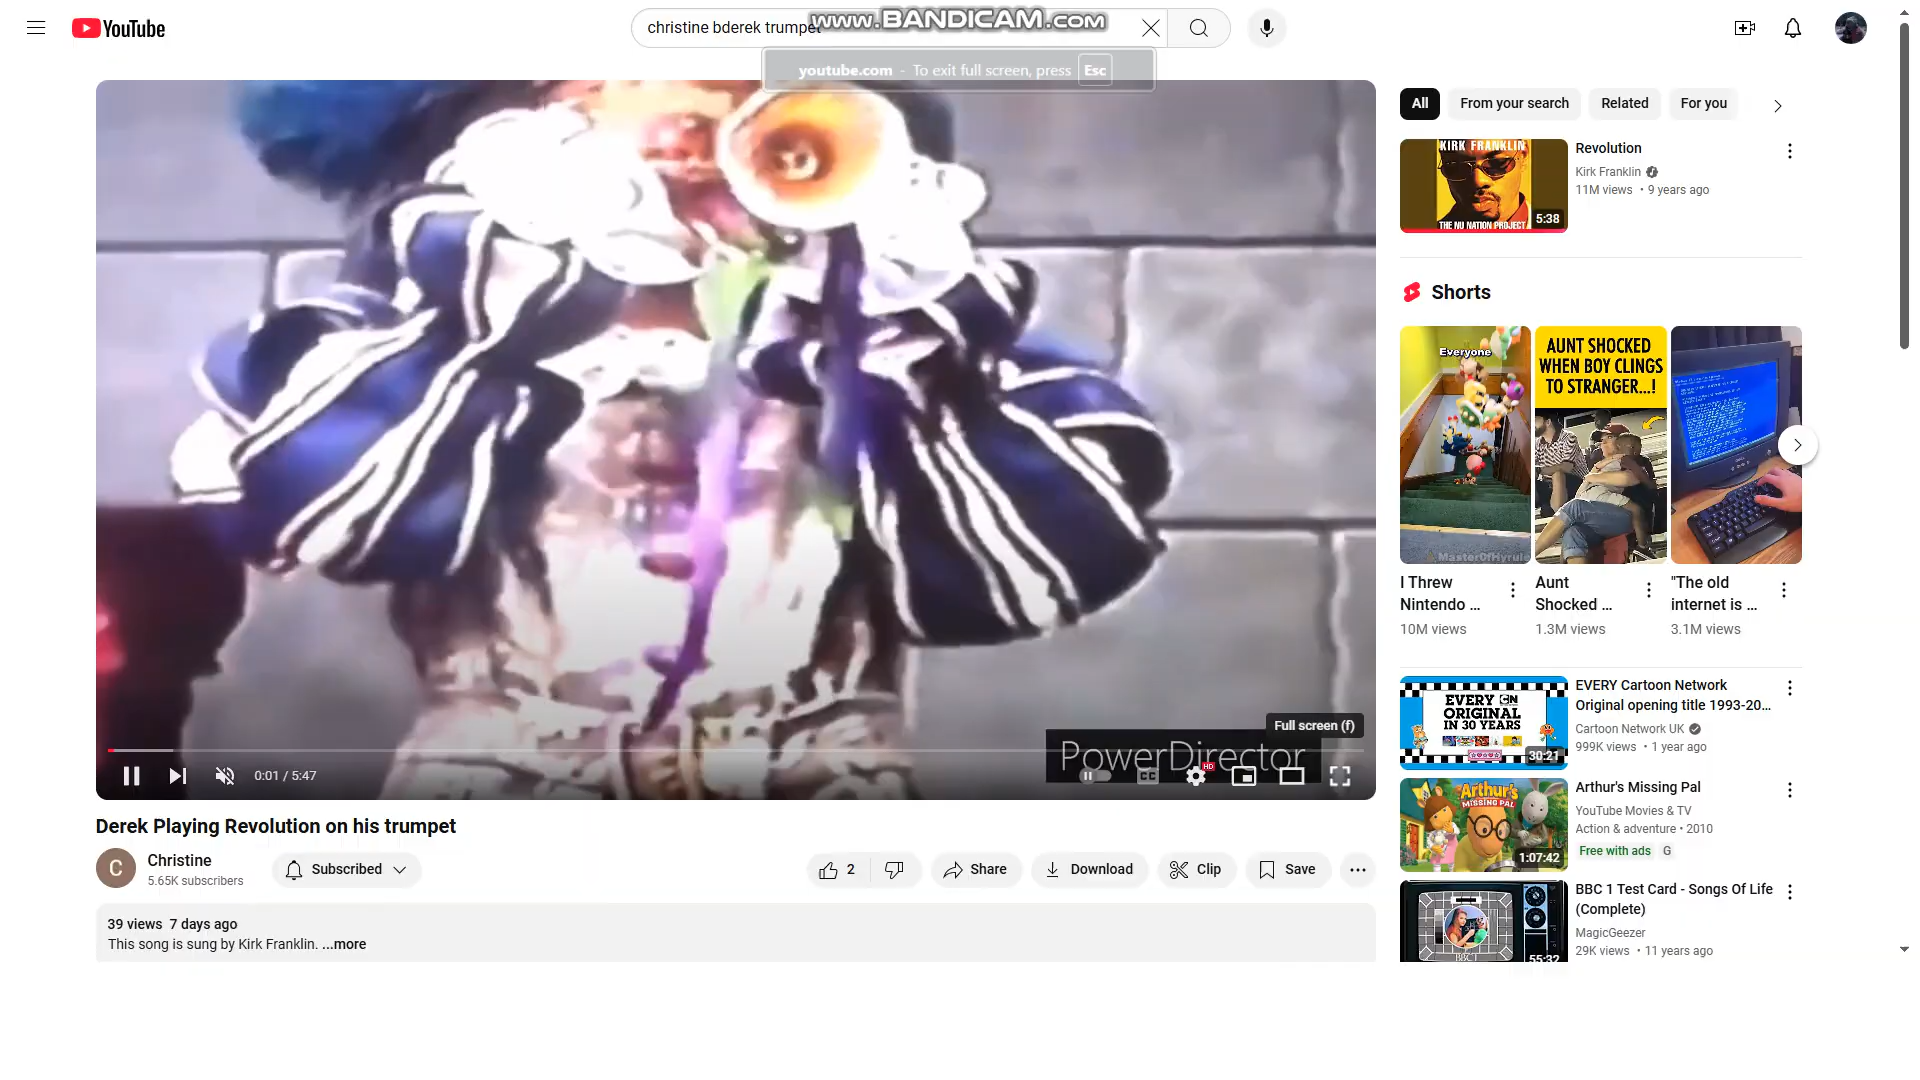 YouTube
christine bderek trumpet
www.BANDICAM.com
youtube.com - To exit full screen, press Esc
Full screen (f)
PowerDirector
HD
CC
0:01 / 5:47
Derek Playing Revolution on his trumpet
C
Christine
5.65K subscribers
Subscribed
2
Share
Download
Clip
Save
39 views 7 days ago
This song is sung by Kirk Franklin. ...more
All
From your search
Related
For you
KIRK FRANKLIN
THE NU NATION PROJECT
5:38
Revolution
Kirk Franklin
11M views • 9 years ago
Shorts
Everyone
MasterOfHyrule
I Threw
Nintendo ...
10M views
AUNT SHOCKED
WHEN BOY CLINGS
TO STRANGER...!
Aunt
Shocked ...
1.3M views
"The old
internet is ...
3.1M views
EVERY CN
ORIGINAL
IN 30 YEARS
30:21
EVERY Cartoon Network
Original opening title 1993-20...
Cartoon Network UK
999K views • 1 year ago
Arthur's
MISSING PAL
1:07:42
Arthur's Missing Pal
YouTube Movies & TV
Action & adventure • 2010
Free with ads G
BBC 1
55:32
BBC 1 Test Card - Songs Of Life
(Complete)
MagicGeezer
29K views • 11 years ago